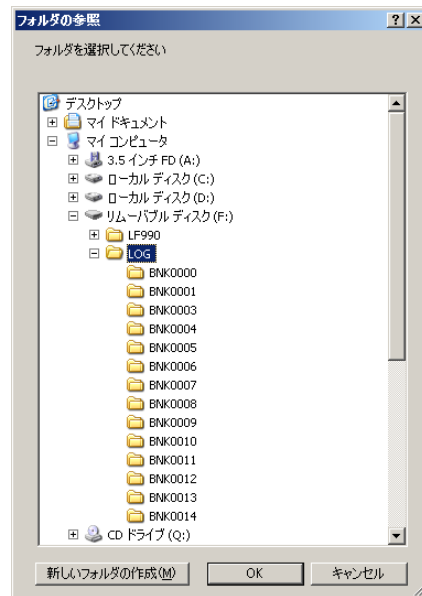 フォルダの参照
フォルダを選択してください
デスクトップ
マイ ドキュメント
マイ コンピュータ
3.5 インチ FD (A:)
ローカル ディスク (C:)
ローカル ディスク (D:)
リムーバブル ディスク (F:)
LF990
LOG
BNK0000
BNK0001
BNK0003
BNK0004
BNK0005
BNK0006
BNK0007
BNK0008
BNK0009
BNK0010
BNK0011
BNK0012
BNK0013
BNK0014
CD ドライブ (Q:)
新しいフォルダの作成(M) OK キャンセル